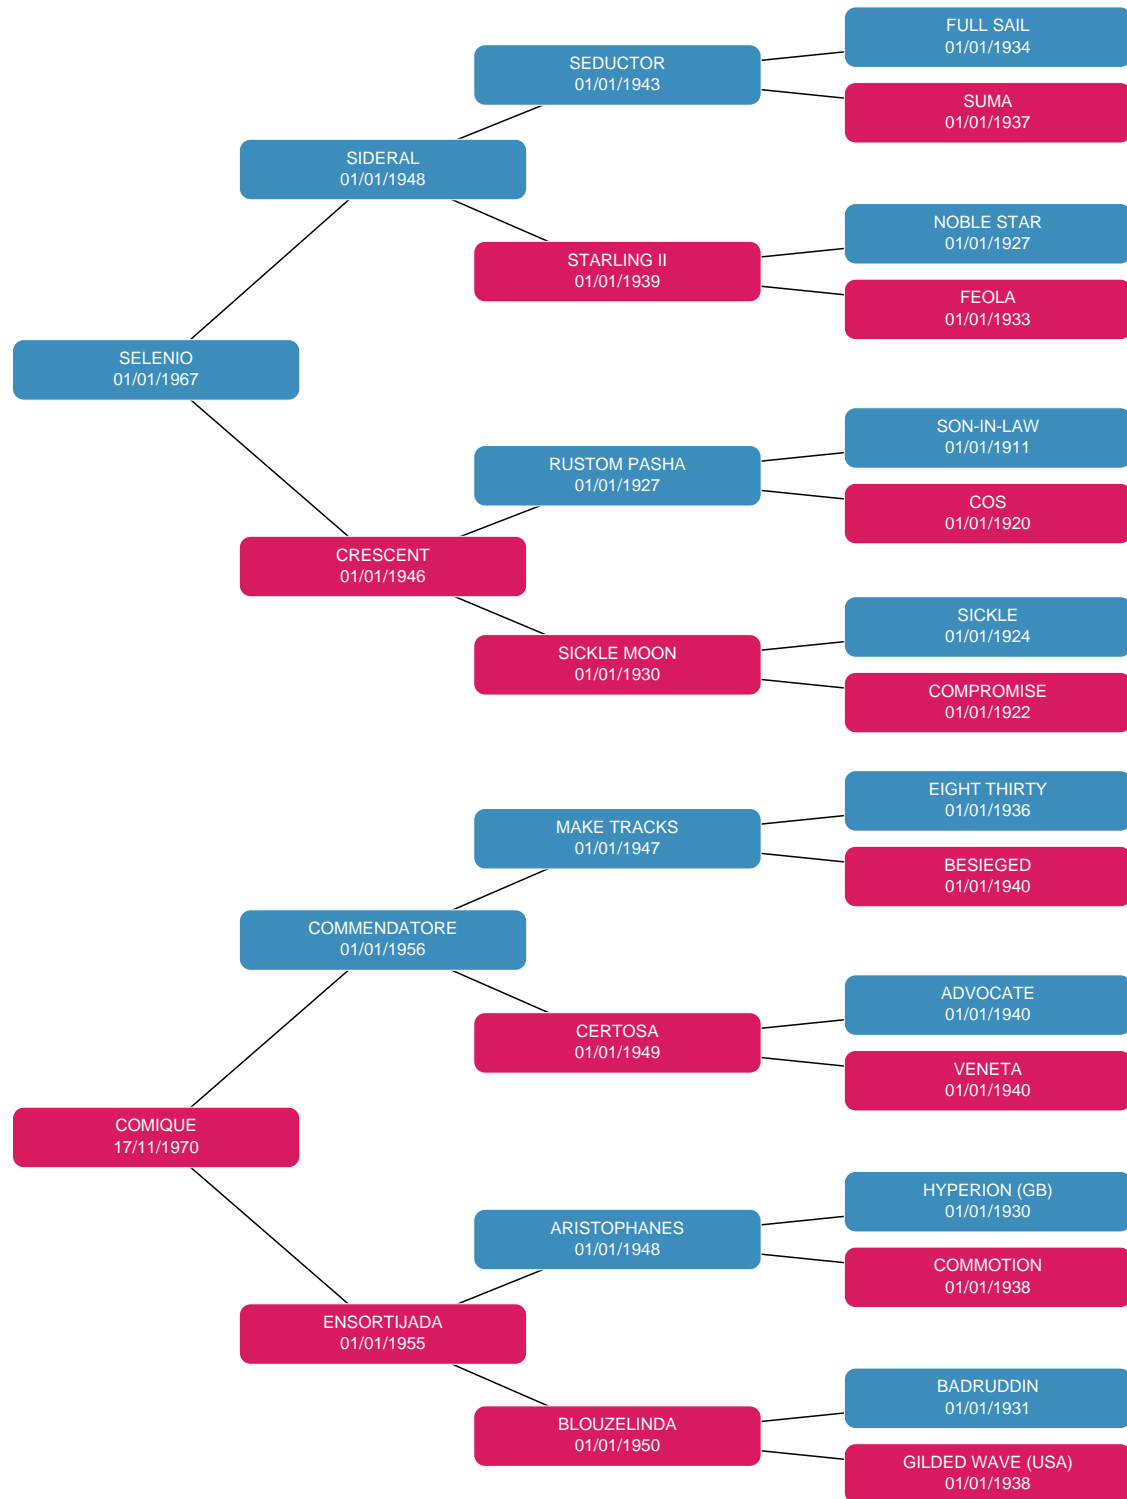 FULL SAIL
01/01/1934
SEDUCTOR
01/01/1943
SUMA
01/01/1937
SIDERAL
01/01/1948
NOBLE STAR
01/01/1927
STARLING II
01/01/1939
FEOLA
01/01/1933
SELENIO
01/01/1967
SON-IN-LAW
01/01/1911
RUSTOM PASHA
01/01/1927
COS
01/01/1920
CRESCENT
01/01/1946
SICKLE
01/01/1924
SICKLE MOON
01/01/1930
COMPROMISE
01/01/1922
EIGHT THIRTY
01/01/1936
MAKE TRACKS
01/01/1947
BESIEGED
01/01/1940
COMMENDATORE
01/01/1956
ADVOCATE
01/01/1940
CERTOSA
01/01/1949
VENETA
01/01/1940
COMIQUE
17/11/1970
HYPERION (GB)
01/01/1930
ARISTOPHANES
01/01/1948
COMMOTION
01/01/1938
ENSORTIJADA
01/01/1955
BADRUDDIN
01/01/1931
BLOUZELINDA
01/01/1950
GILDED WAVE (USA)
01/01/1938